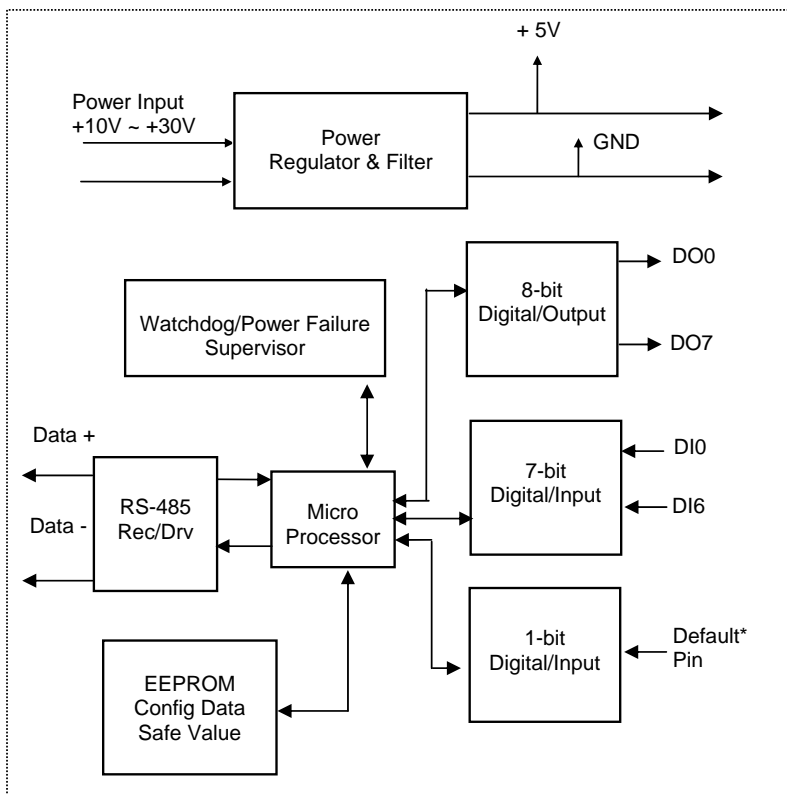 + 5V
Power Input
+10V ~ +30V
Power
Regulator & Filter
GND
8-bit
Digital/Output
DO0
DO7
Watchdog/Power Failure
Supervisor
Data +
Data -
RS-485
Rec/Drv
Micro
Processor
7-bit
Digital/Input
DI0
DI6
1-bit
Digital/Input
Default*
Pin
EEPROM
Config Data
Safe Value